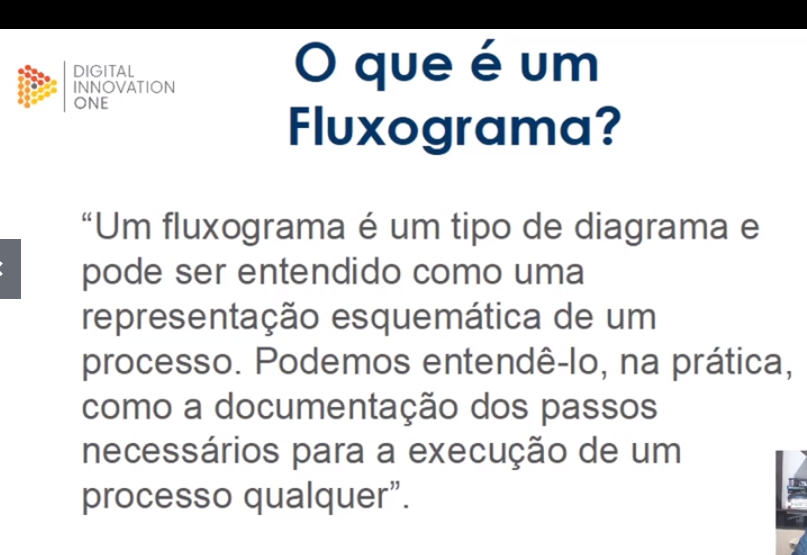 DIGITAL
INNOVATION
ONE
O que é um
Fluxograma?
“Um fluxograma é um tipo de diagrama e
pode ser entendido como uma
representação esquemática de um
processo. Podemos entendê-lo, na prática,
como a documentação dos passos
necessários para a execução de um
processo qualquer”.